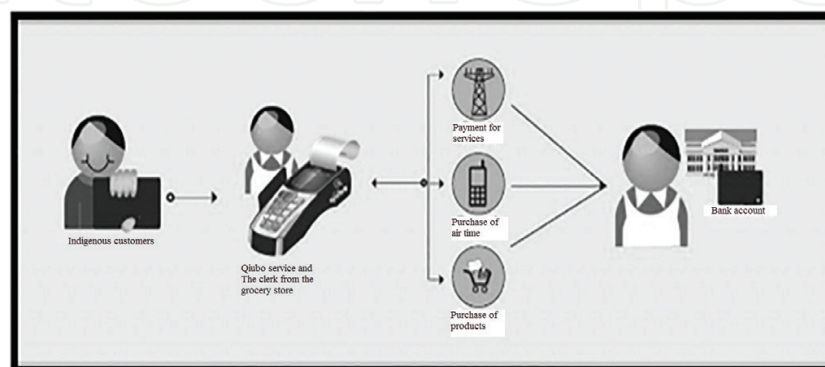 Indigenous customers
Qiubo service and
The clerk from the
grocery store
Payment for
services
Purchase of
air time
Purchase of
products
Bank account